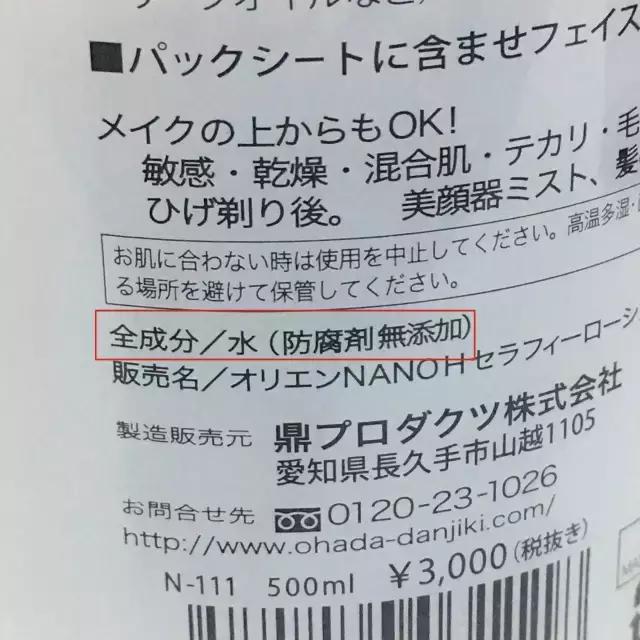 ■パックシートに含ませフェイス
メイクの上からもOK!
敏感・乾燥・混合肌・テカリ・毛
ひげ剃り後。 美顔器ミスト、髪
お肌に合わない時は使用を中止してください。高温多湿・
る場所を避けて保管してください。
全成分/水(防腐剤無添加)
販売名/オリエンNANOHセラフィーローシ
製造販売元 鼎プロダクツ株式会社
愛知県長久手市山越1105
お問合せ先 0120-23-1026
http://www.ohada-danjiki.com/
N-111 500ml ¥3,000(税抜き)